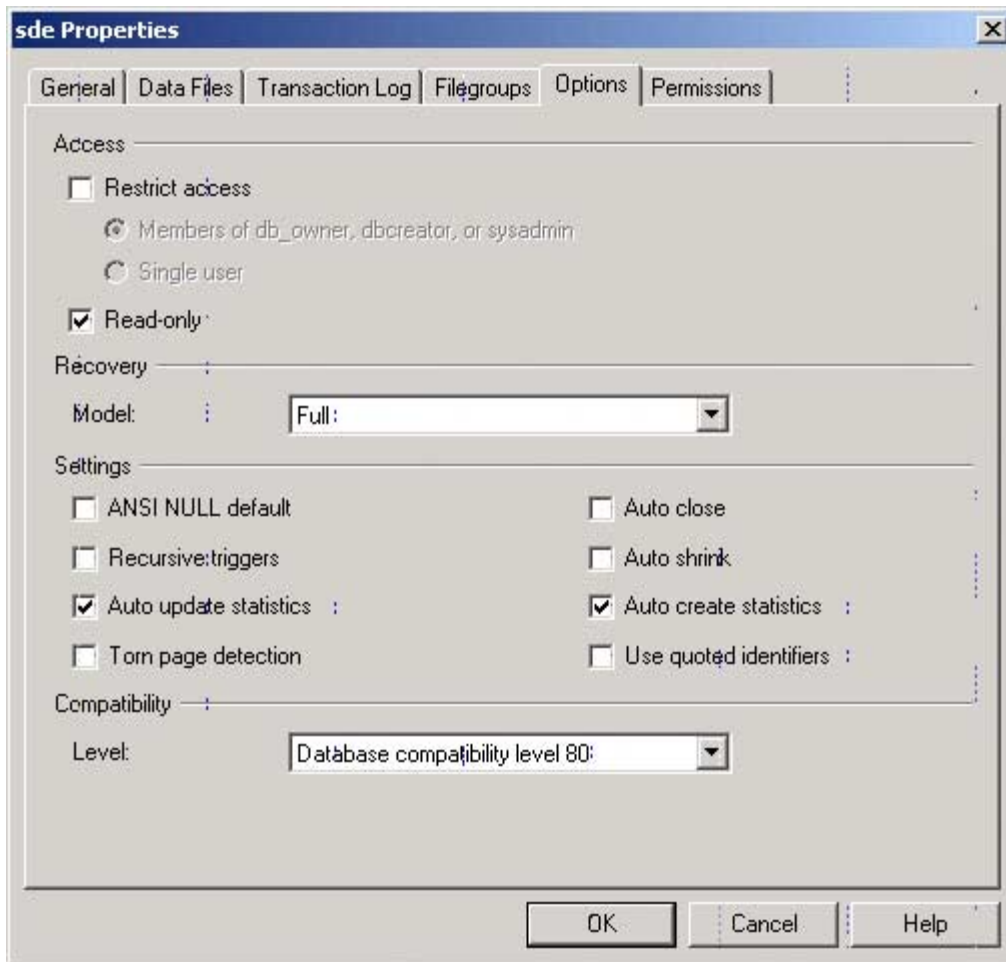 sde Properties
General Data Files Transaction Log Filegroups Options Permissions
Access
Restrict access
Members of db_owner, dbcreator, or sysadmin
Single user
Read-only
Recovery
Model: Full
Settings
ANSI NULL default Auto close
Recursive triggers Auto shrink
Auto update statistics Auto create statistics
Torn page detection Use quoted identifiers
Compatibility
Level: Database compatibility level 80
OK Cancel Help